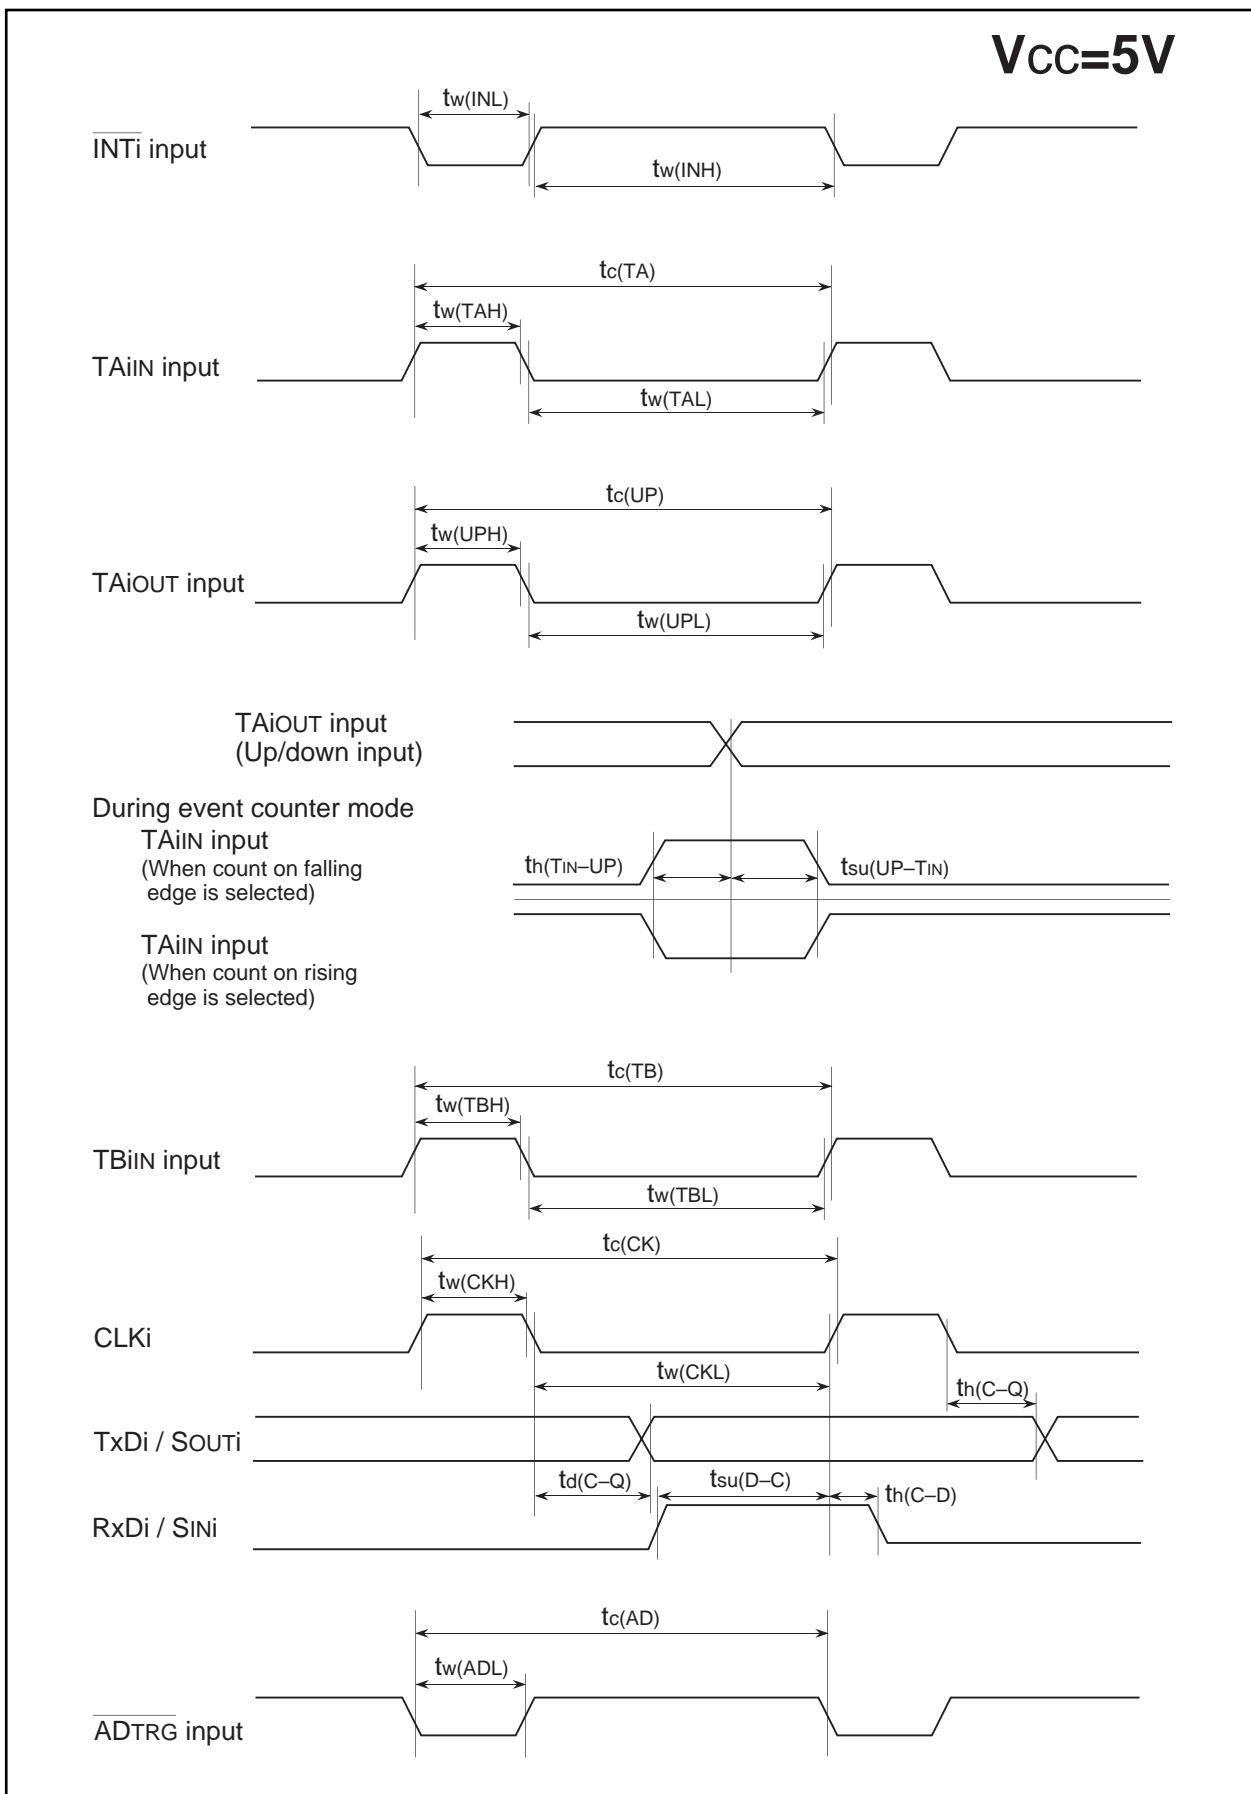 VCC=5V
tw(INL)
INTi input
tw(INH)
tc(TA)
tw(TAH)
TAiIN input
tw(TAL)
tc(UP)
tw(UPH)
TAiOUT input
tw(UPL)
TAiOUT input
(Up/down input)
During event counter mode
TAiIN input
(When count on falling
edge is selected)
th(TIN–UP)
tsu(UP–TIN)
TAiIN input
(When count on rising
edge is selected)
tc(TB)
tw(TBH)
TBiIN input
tw(TBL)
tc(CK)
tw(CKH)
CLKi
tw(CKL)
th(C–Q)
TxDi / SOUTi
td(C–Q)
tsu(D–C)
th(C–D)
RxDi / SINi
tc(AD)
tw(ADL)
ADTRG input